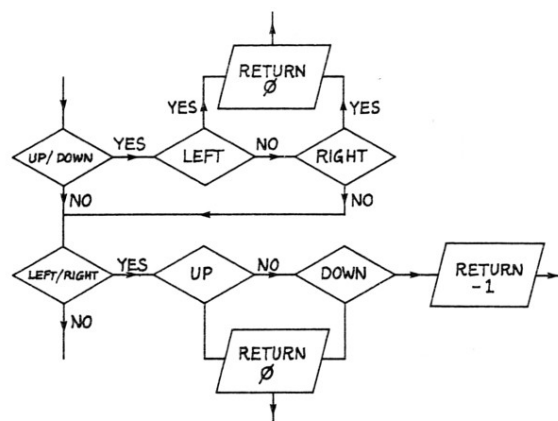 RETURN
Ø
YES
YES
UP/DOWN
YES
LEFT
NO
RIGHT
NO
NO
LEFT/RIGHT
YES
UP
NO
DOWN
RETURN
-1
NO
RETURN
Ø